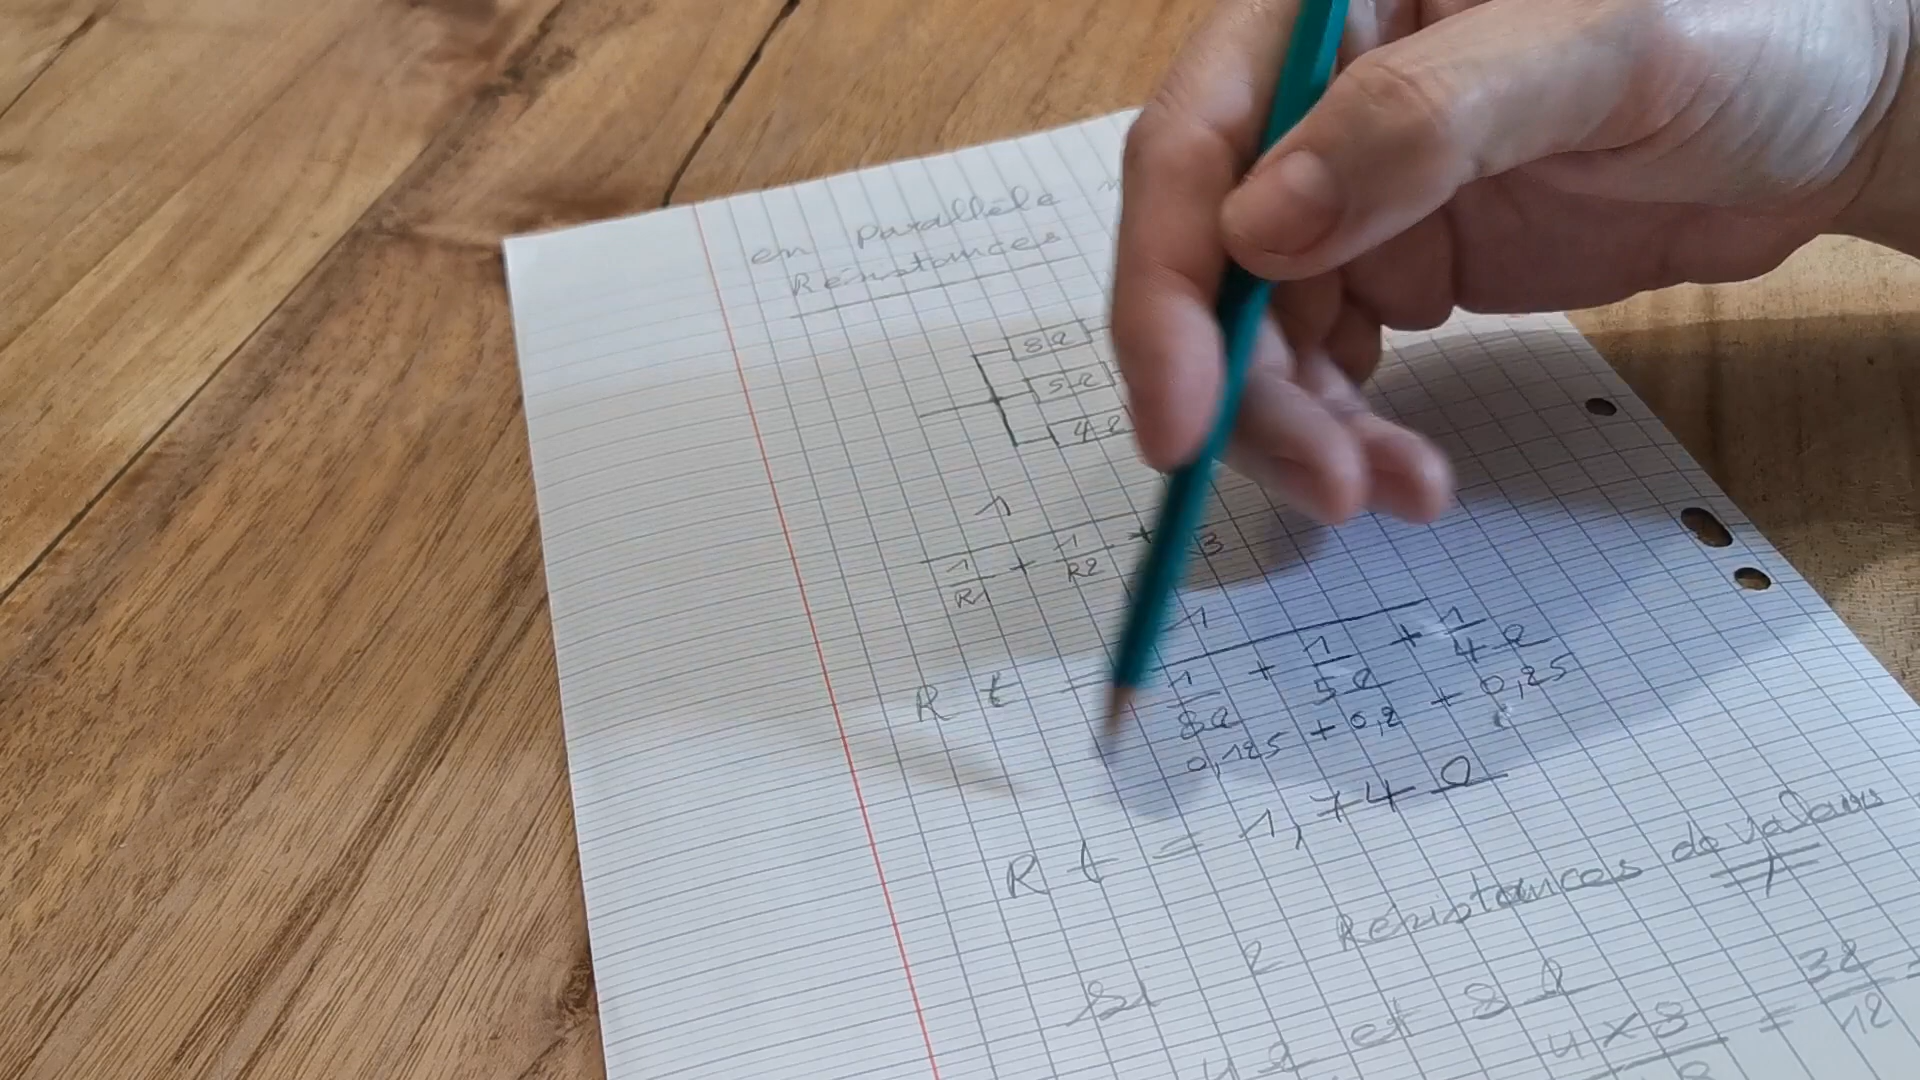 en parallèle
Résistances
8Ω
5Ω
4Ω
1
1/R1 + 1/R2 + R3
1
Rt = 1/8Ω + 1/5Ω + 1/4Ω
0,125 + 0,2 + 0,25
Rt = 1,74 Ω
Si 2 Résistances de valeurs
4Ω et 8Ω
4 x 8 = 32
12